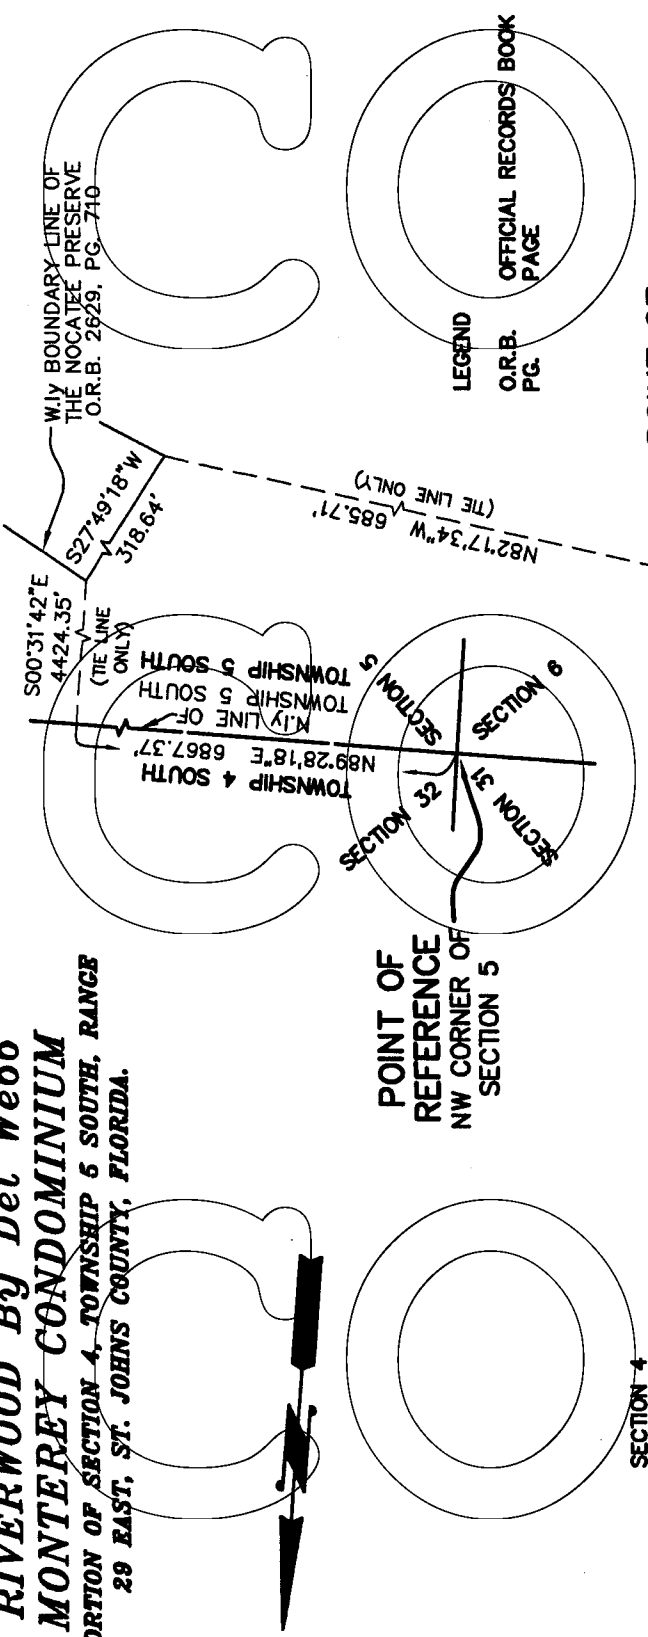 RIVERWOOD By Del Webb
MONTEREY CONDOMINIUM
ORTION OF SECTION 4, TOWNSHIP 5 SOUTH, RANGE
29 EAST, ST. JOHNS COUNTY, FLORIDA.
POINT OF
REFERENCE
NW CORNER OF
SECTION 5
SECTION 4
S00°31'42"E
4424.35'
(TIE LINE
ONLY)
S27°49'18"W
318.64'
W.ly BOUNDARY LINE OF
THE NOCATEE PRESERVE
O.R.B. 2629, PG. 710
TOWNSHIP 5 SOUTH
TOWNSHIP 5 SOUTH
N.ly LINE OF
N89°28'18"E 6867.37'
TOWNSHIP 4 SOUTH
SECTION 5
SECTION 6
SECTION 32
SECTION 31
N82°17'34"W 685.71'
(TIE LINE ONLY)
LEGEND
O.R.B. OFFICIAL RECORDS BOOK
PG. PAGE
CO
CO
CO